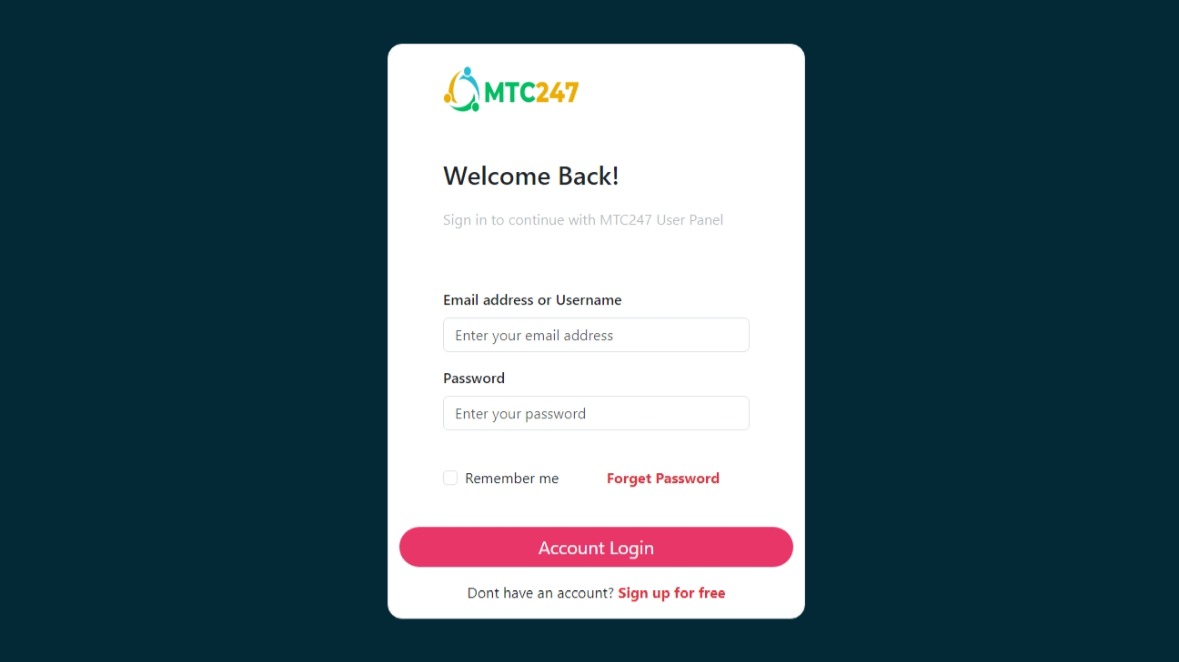 MTC247
Welcome Back!
Sign in to continue with MTC247 User Panel
Email address or Username
Enter your email address
Password
Enter your password
Remember me Forget Password
Account Login
Dont have an account? Sign up for free